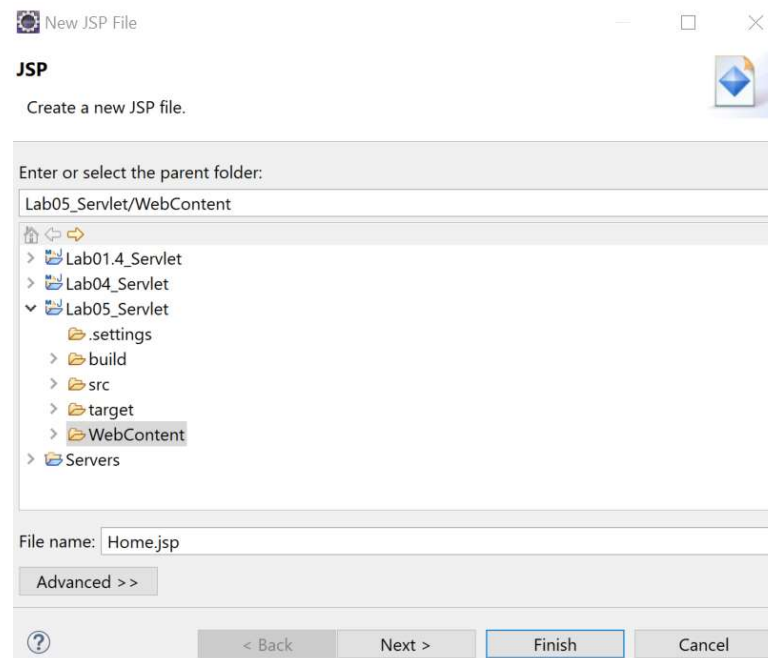 New JSP File
JSP
Create a new JSP file.
Enter or select the parent folder:
Lab05_Servlet/WebContent
Lab01.4_Servlet
Lab04_Servlet
Lab05_Servlet
.settings
build
src
target
WebContent
Servers
File name: Home.jsp
Advanced >>
? < Back Next > Finish Cancel